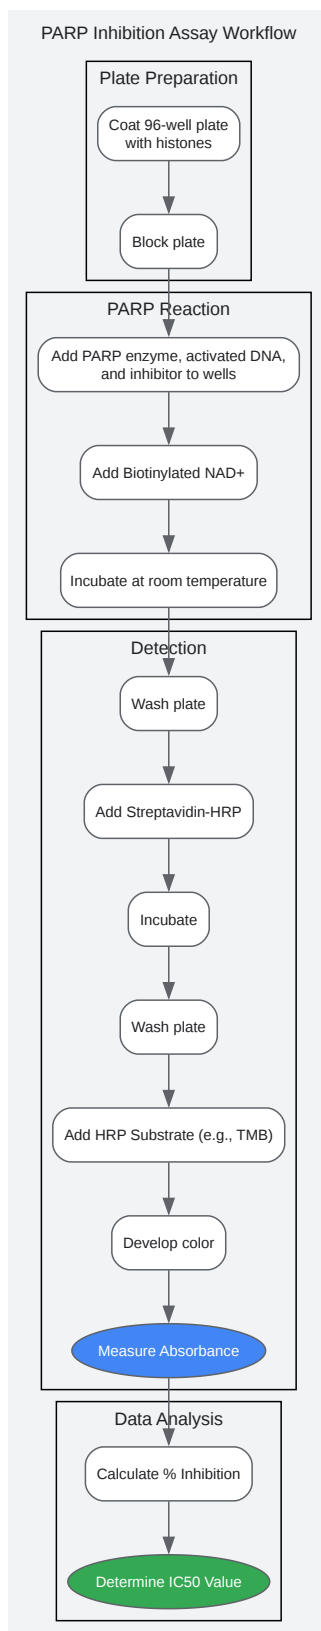 PARP Inhibition Assay Workflow
Plate Preparation
Coat 96-well plate
with histones
Block plate
PARP Reaction
Add PARP enzyme, activated DNA,
and inhibitor to wells
Add Biotinylated NAD+
Incubate at room temperature
Detection
Wash plate
Add Streptavidin-HRP
Incubate
Wash plate
Add HRP Substrate (e.g., TMB)
Develop color
Measure Absorbance
Data Analysis
Calculate % Inhibition
Determine IC50 Value